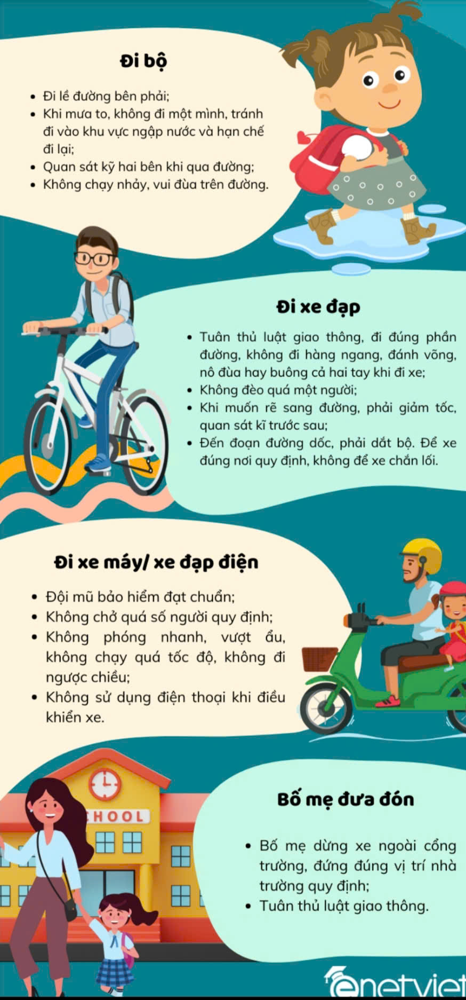 Đi bộ
• Đi lề đường bên phải;
• Khi mưa to, không đi một mình, tránh
đi vào khu vực ngập nước và hạn chế
đi lại;
• Quan sát kỹ hai bên khi qua đường;
• Không chạy nhảy, vui đùa trên đường.
Đi xe đạp
• Tuân thủ luật giao thông, đi đúng phần
đường, không đi hàng ngang, đánh võng,
nô đùa hay buông cả hai tay khi đi xe;
• Không đèo quá một người;
• Khi muốn rẽ sang đường, phải giảm tốc,
quan sát kĩ trước sau;
• Đến đoạn đường dốc, phải dắt bộ. Để xe
đúng nơi quy định, không để xe chắn lối.
Đi xe máy/ xe đạp điện
• Đội mũ bảo hiểm đạt chuẩn;
• Không chở quá số người quy định;
• Không phóng nhanh, vượt ẩu,
không chạy quá tốc độ, không đi
ngược chiều;
• Không sử dụng điện thoại khi điều
khiển xe.
CHOOL
Bố mẹ đưa đón
• Bố mẹ dừng xe ngoài cổng
trường, đứng đúng vị trí nhà
trường quy định;
• Tuân thủ luật giao thông.
enetviet